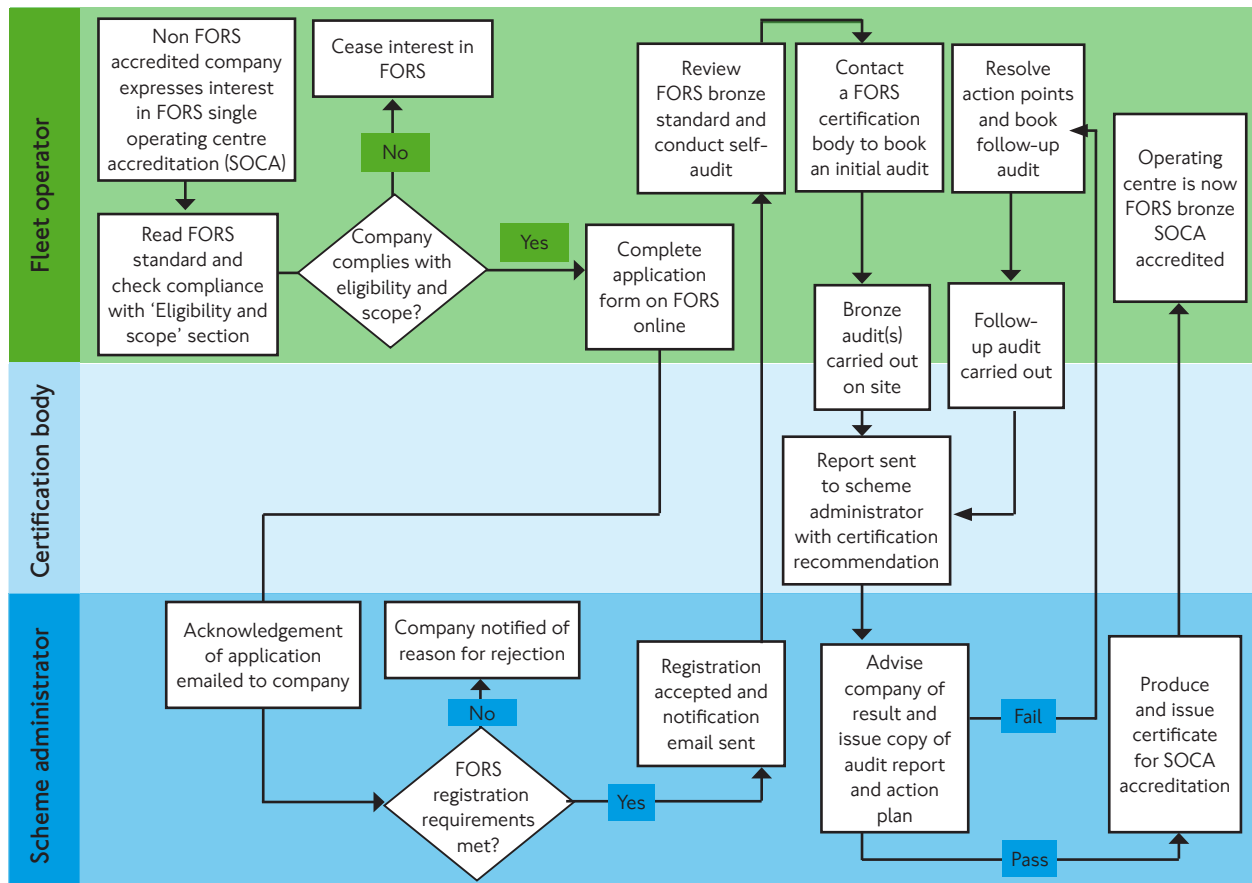 Fleet operator
Non FORS
accredited company
expresses interest
in FORS single
operating centre
accreditation (SOCA)
Cease interest in
FORS
No
Read FORS
standard and
check compliance
with ‘Eligibility and
scope’ section
Company
complies with
eligibility and
scope?
Yes
Complete
application
form on FORS
online
Review
FORS bronze
standard and
conduct self-
audit
Contact
a FORS
certification
body to book
an initial audit
Resolve
action points
and book
follow-up
audit
Operating
centre is now
FORS bronze
SOCA
accredited
Bronze
audit(s)
carried out
on site
Follow-
up audit
carried out
Certification body
Report sent
to scheme
administrator
with certification
recommendation
Scheme administrator
Acknowledgement
of application
emailed to company
Company notified of
reason for rejection
No
FORS
registration
requirements
met?
Yes
Registration
accepted and
notification
email sent
Advise
company of
result and
issue copy of
audit report
and action
plan
Fail
Pass
Produce
and issue
certificate
for SOCA
accreditation